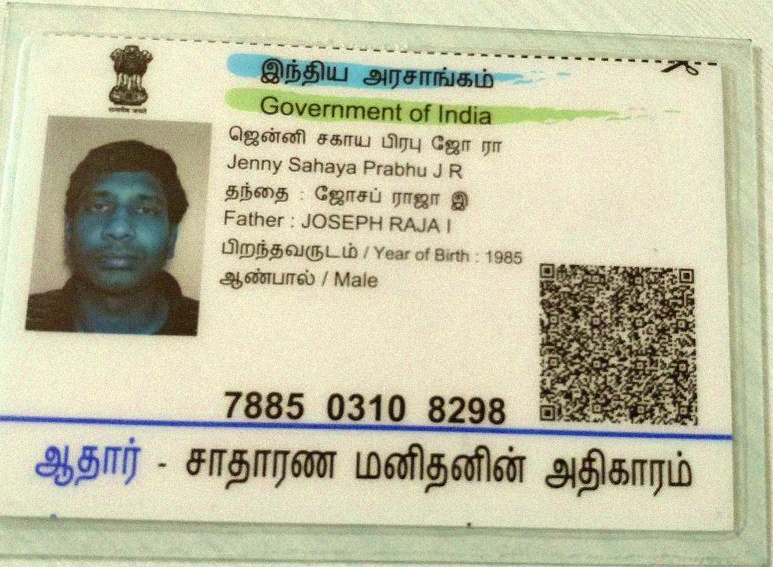 இந்திய அரசாங்கம்
Government of India
ஜென்னி சகாய பிரபு ஜோ ரா
Jenny Sahaya Prabhu J R
தந்தை : ஜோசப் ராஜா இ
Father : JOSEPH RAJA I
பிறந்தவருடம் / Year of Birth : 1985
ஆண்பால் / Male
7885 0310 8298
ஆதார் - சாதாரண மனிதனின் அதிகாரம்